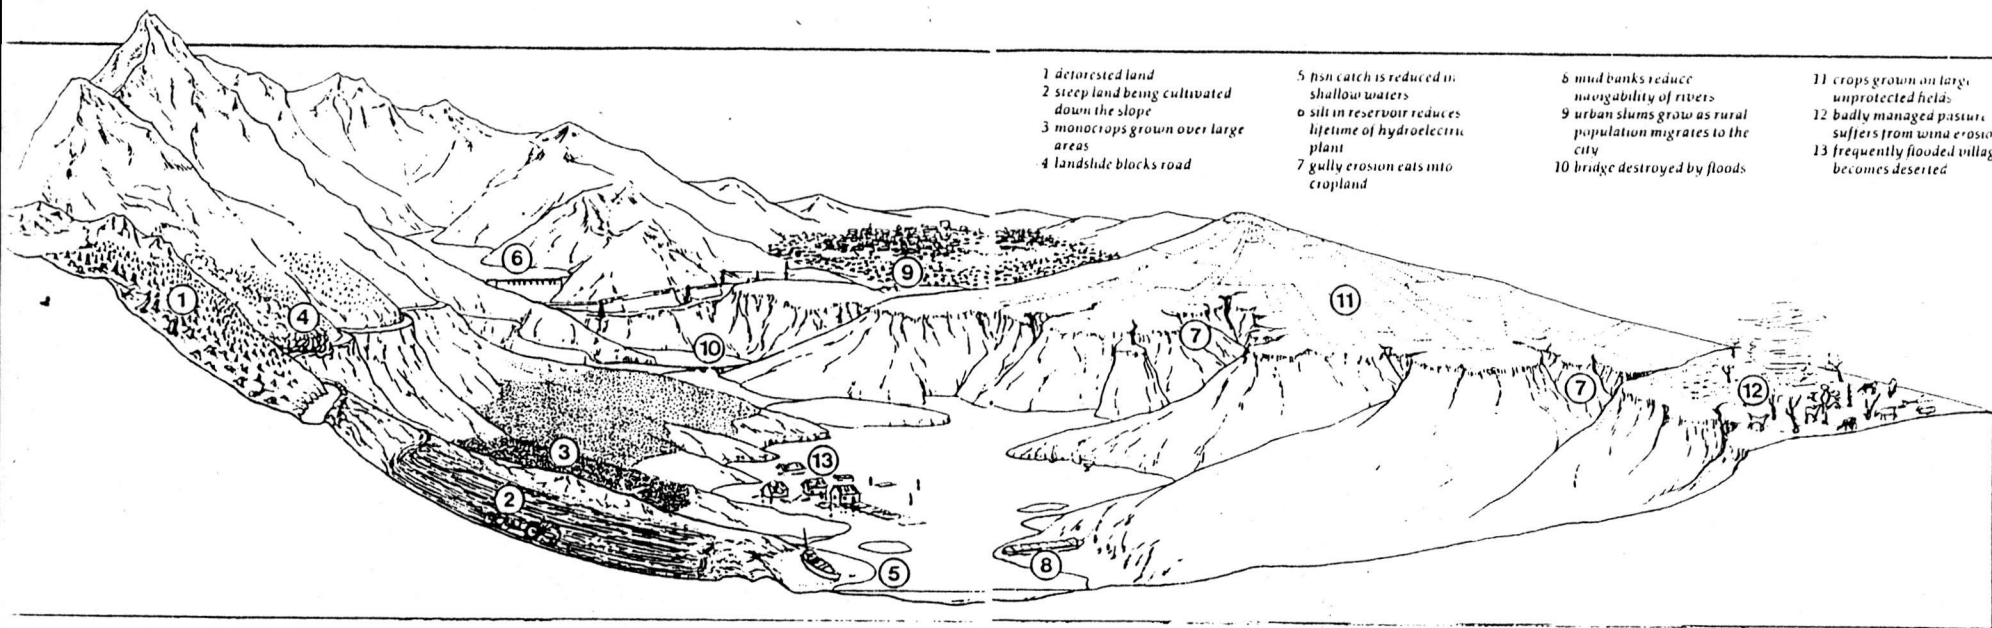 1 deforested land
2 steep land being cultivated
down the slope
3 monocrops grown over large
areas
4 landslide blocks road
5 fish catch is reduced in
shallow waters
6 silt in reservoir reduces
lifetime of hydroelectric
plant
7 gully erosion eats into
cropland
8 mud banks reduce
navigability of rivers
9 urban slums grow as rural
population migrates to the
city
10 bridge destroyed by floods
11 crops grown on large
unprotected fields
12 badly managed pasture
suffers from wind erosio
13 frequently flooded villag
becomes deserted
6
9
1
4
11
10
7
7
12
3
13
2
5
8